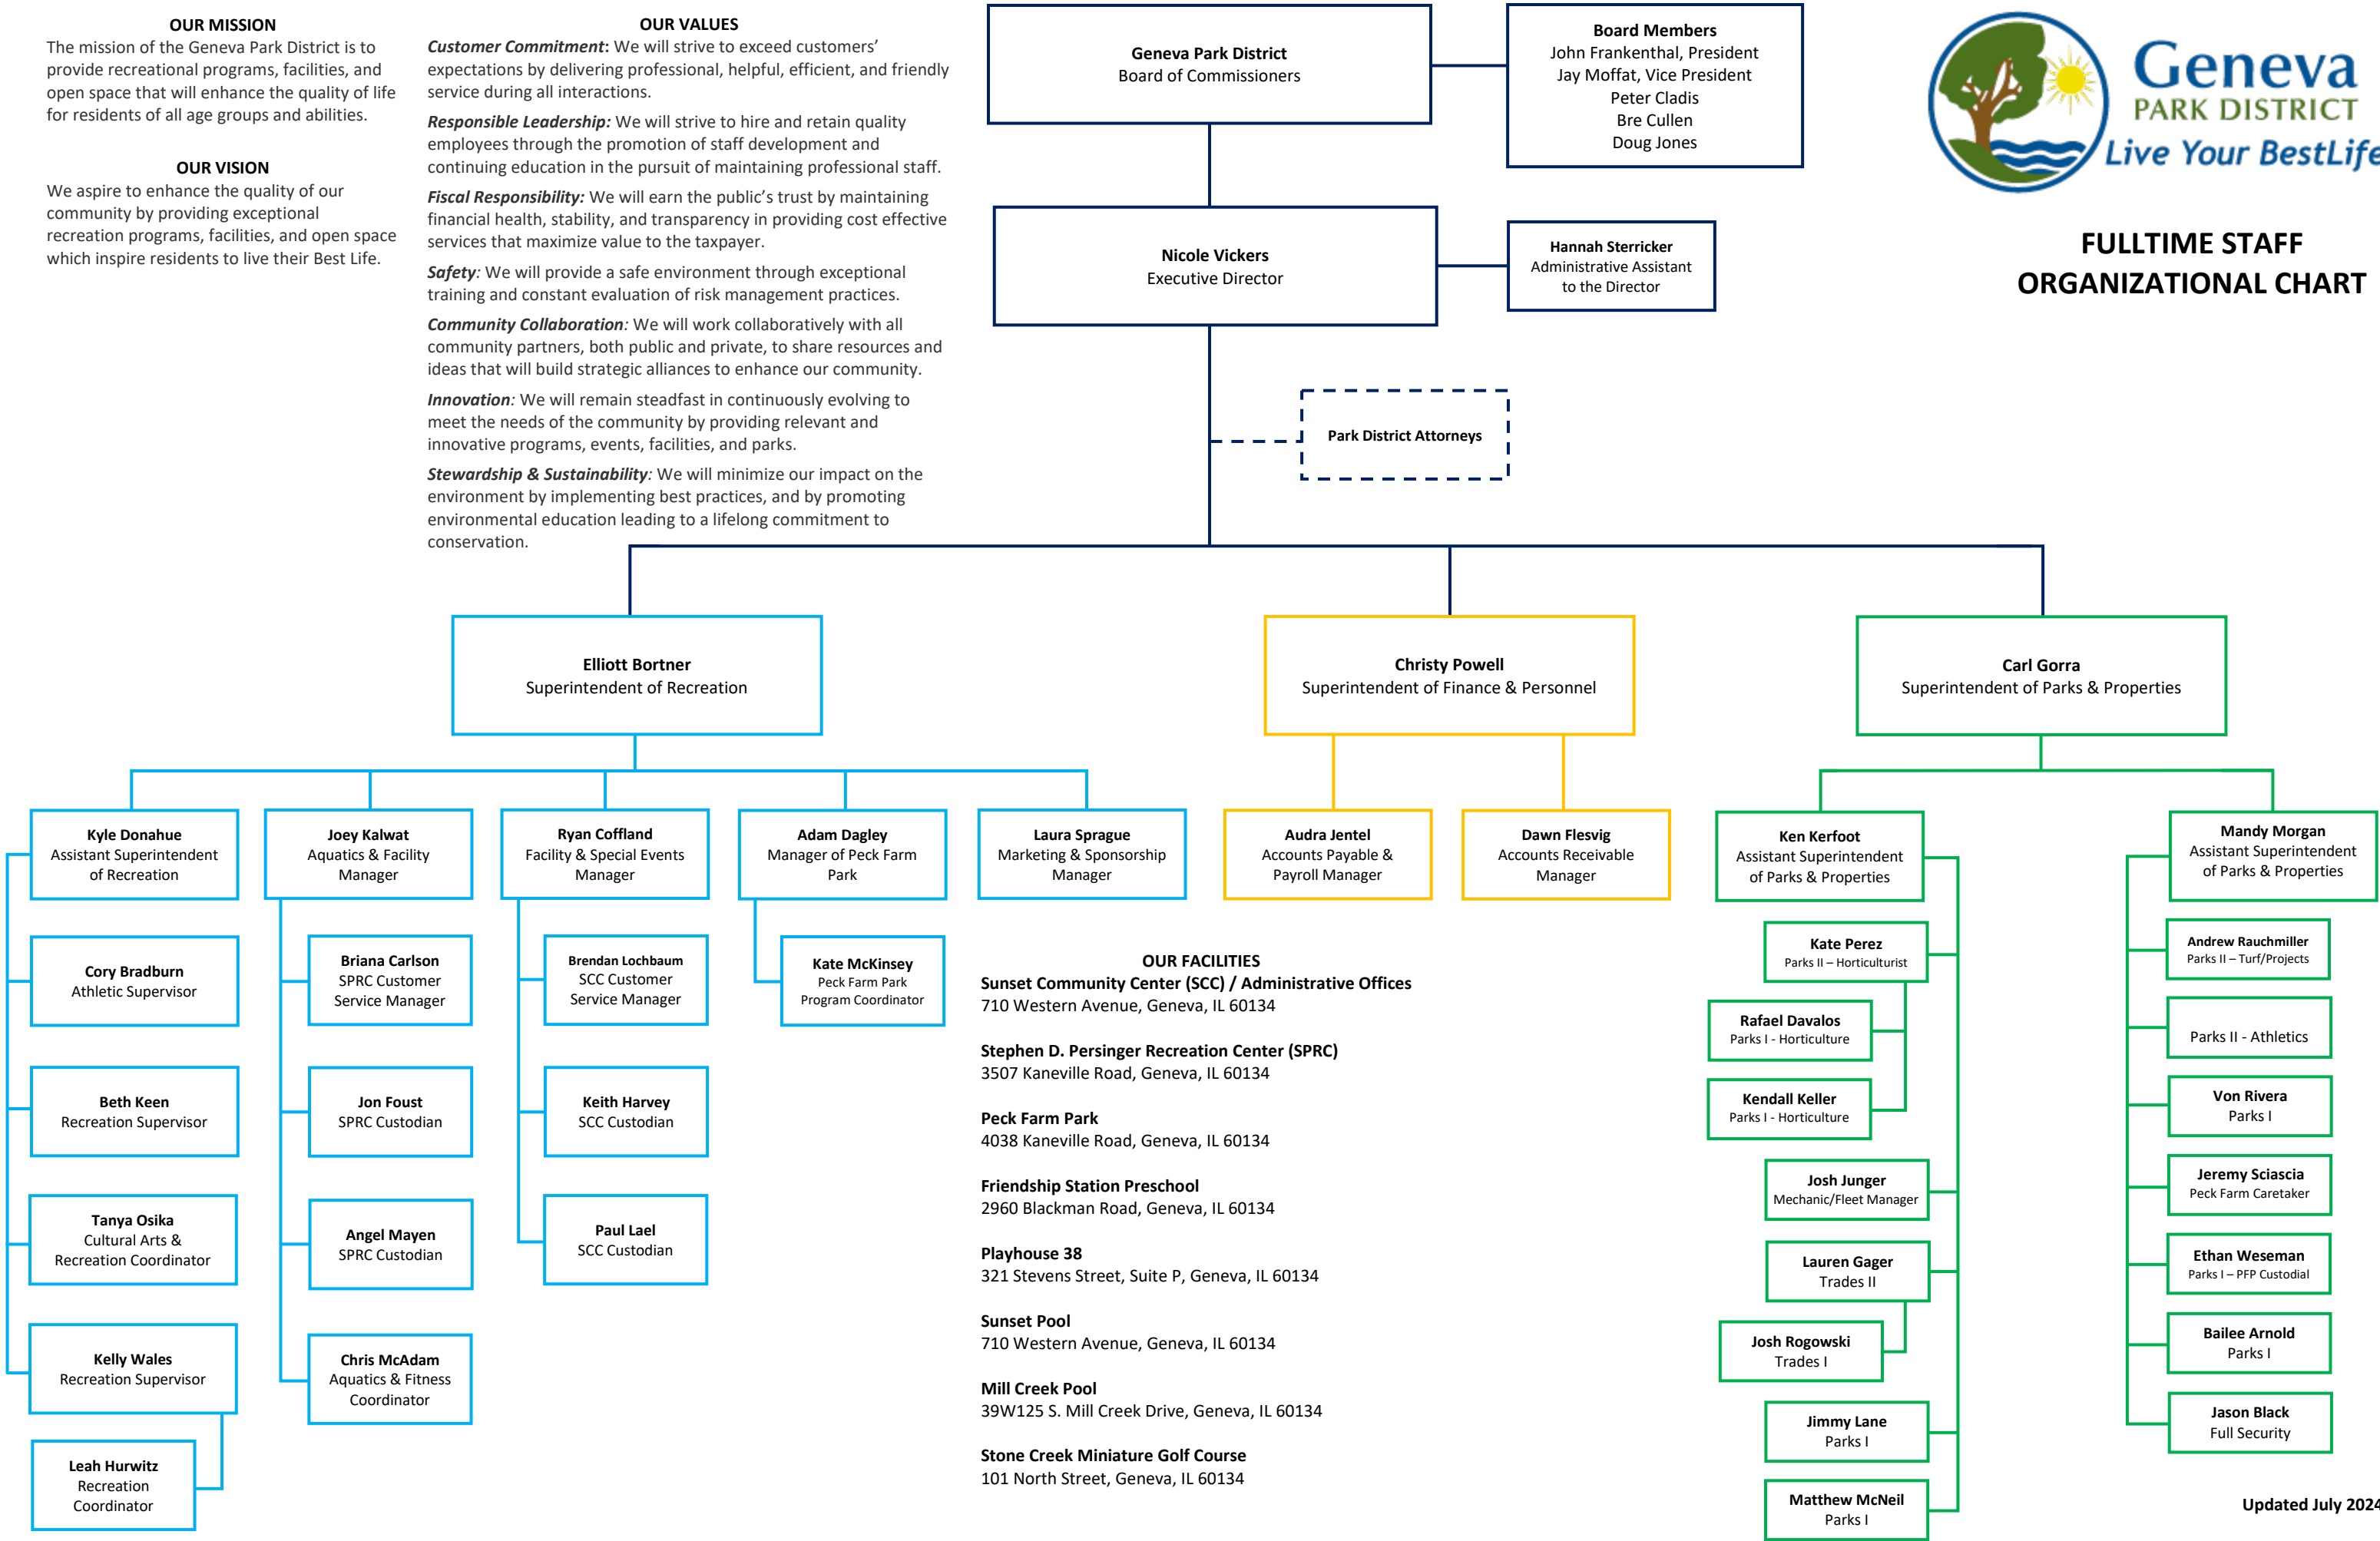 OUR MISSION
The mission of the Geneva Park District is to
provide recreational programs, facilities, and
open space that will enhance the quality of life
for residents of all age groups and abilities.
OUR VISION
We aspire to enhance the quality of our
community by providing exceptional
recreation programs, facilities, and open space
which inspire residents to live their Best Life.
OUR VALUES
Customer Commitment: We will strive to exceed customers’
expectations by delivering professional, helpful, efficient, and friendly
service during all interactions.
Responsible Leadership: We will strive to hire and retain quality
employees through the promotion of staff development and
continuing education in the pursuit of maintaining professional staff.
Fiscal Responsibility: We will earn the public’s trust by maintaining
financial health, stability, and transparency in providing cost effective
services that maximize value to the taxpayer.
Safety: We will provide a safe environment through exceptional
training and constant evaluation of risk management practices.
Community Collaboration: We will work collaboratively with all
community partners, both public and private, to share resources and
ideas that will build strategic alliances to enhance our community.
Innovation: We will remain steadfast in continuously evolving to
meet the needs of the community by providing relevant and
innovative programs, events, facilities, and parks.
Stewardship & Sustainability: We will minimize our impact on the
environment by implementing best practices, and by promoting
environmental education leading to a lifelong commitment to
conservation.
Geneva Park District
Board of Commissioners
Board Members
John Frankenthal, President
Jay Moffat, Vice President
Peter Cladis
Bre Cullen
Doug Jones
Geneva
PARK DISTRICT
Live Your BestLife
FULLTIME STAFF
ORGANIZATIONAL CHART
Nicole Vickers
Executive Director
Hannah Sterricker
Administrative Assistant
to the Director
Park District Attorneys
Elliott Bortner
Superintendent of Recreation
Christy Powell
Superintendent of Finance & Personnel
Carl Gorra
Superintendent of Parks & Properties
Kyle Donahue
Assistant Superintendent
of Recreation
Cory Bradburn
Athletic Supervisor
Beth Keen
Recreation Supervisor
Tanya Osika
Cultural Arts &
Recreation Coordinator
Kelly Wales
Recreation Supervisor
Leah Hurwitz
Recreation
Coordinator
Joey Kalwat
Aquatics & Facility
Manager
Briana Carlson
SPRC Customer
Service Manager
Jon Foust
SPRC Custodian
Angel Mayen
SPRC Custodian
Chris McAdam
Aquatics & Fitness
Coordinator
Ryan Coffland
Facility & Special Events
Manager
Brendan Lochbaum
SCC Customer
Service Manager
Keith Harvey
SCC Custodian
Paul Lael
SCC Custodian
Adam Dagley
Manager of Peck Farm
Park
Kate McKinsey
Peck Farm Park
Program Coordinator
Laura Sprague
Marketing & Sponsorship
Manager
Audra Jentel
Accounts Payable &
Payroll Manager
Dawn Flesvig
Accounts Receivable
Manager
OUR FACILITIES
Sunset Community Center (SCC) / Administrative Offices
710 Western Avenue, Geneva, IL 60134
Stephen D. Persinger Recreation Center (SPRC)
3507 Kaneville Road, Geneva, IL 60134
Peck Farm Park
4038 Kaneville Road, Geneva, IL 60134
Friendship Station Preschool
2960 Blackman Road, Geneva, IL 60134
Playhouse 38
321 Stevens Street, Suite P, Geneva, IL 60134
Sunset Pool
710 Western Avenue, Geneva, IL 60134
Mill Creek Pool
39W125 S. Mill Creek Drive, Geneva, IL 60134
Stone Creek Miniature Golf Course
101 North Street, Geneva, IL 60134
Ken Kerfoot
Assistant Superintendent
of Parks & Properties
Kate Perez
Parks II – Horticulturist
Rafael Davalos
Parks I - Horticulture
Kendall Keller
Parks I - Horticulture
Josh Junger
Mechanic/Fleet Manager
Lauren Gager
Trades II
Josh Rogowski
Trades I
Jimmy Lane
Parks I
Matthew McNeil
Parks I
Mandy Morgan
Assistant Superintendent
of Parks & Properties
Andrew Rauchmiller
Parks II – Turf/Projects
Parks II - Athletics
Von Rivera
Parks I
Jeremy Sciascia
Peck Farm Caretaker
Ethan Weseman
Parks I – PFP Custodial
Bailee Arnold
Parks I
Jason Black
Full Security
Updated July 2024